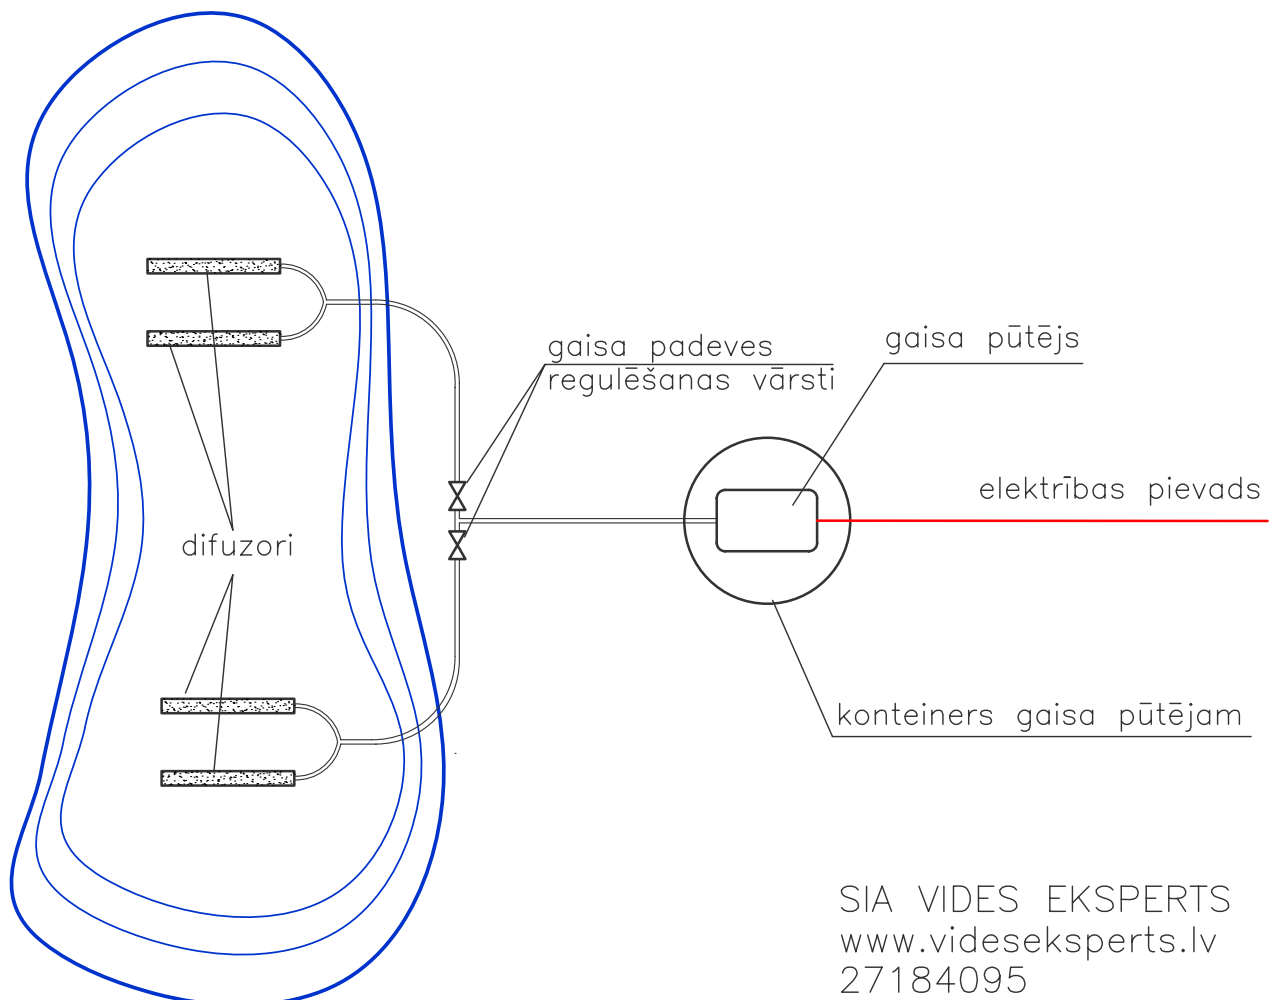 gaisa padeves
regulēšanas vārsti
gaisa pūtējs
elektrības pievads
difuzori
konteiners gaisa pūtējam
SIA VIDES EKSPERTS
www.videseksperts.lv
27184095